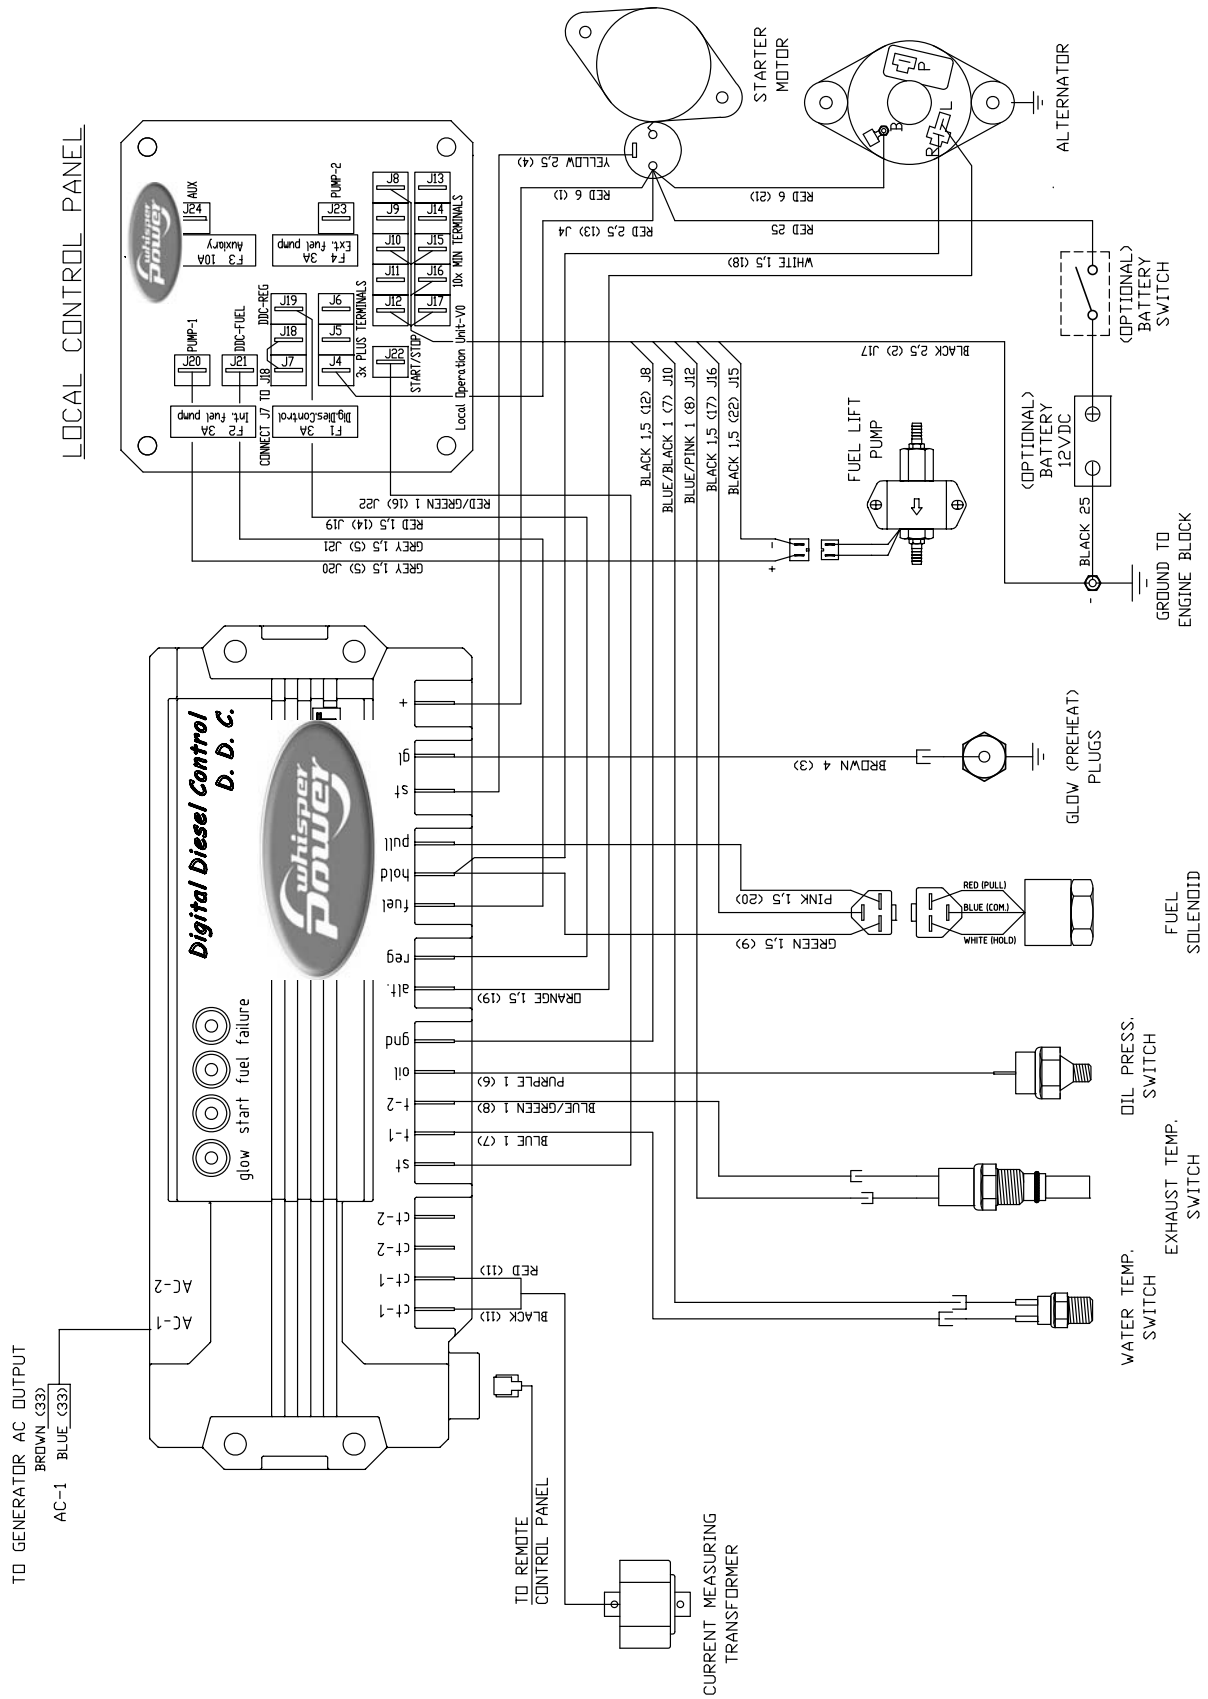 LOCAL CONTROL PANEL
whisper
power
J24
AUX
F3 10A
Auxiary
PUMP-2
J23
F4
3A
Ext. fuel pump
J8
J13
J9
J14
J10
J15
J11
J16
J12
J17
10x MIN TERMINALS
DDC-REG
J19
J18
J7
CONNECT J7 TO J18
J6
J5
J4
3x PLUS TERMINALS
PUMP-1
J20
DDC-FUEL
J21
F2
3A
Int. fuel pump
F1
3A
Dig.Dies.Control
J22
START/STOP
Local Operation Unit-V0
STARTER
MOTOR
ALTERNATOR
P
B
R
L
YELLOW 2,5 (4)
RED 6 (1)
RED 2,5 (13) J4
RED 6 (21)
RED 25
WHITE 1,5 (18)
BLACK 2,5 (2) J17
(OPTIONAL)
BATTERY
SWITCH
(OPTIONAL)
BATTERY
12VDC
BLACK 25
-
GROUND TO
ENGINE BLOCK
BLACK 1,5 (12) J8
BLUE/BLACK 1 (7) J10
BLUE/PINK 1 (8) J12
BLACK 1,5 (17) J16
BLACK 1,5 (22) J15
FUEL LIFT
PUMP
-
+
RED/GREEN 1 (16) J22
RED 1,5 (14) J19
GREY 1,5 (5) J21
GREY 1,5 (5) J20
Digital Diesel Control
D. D. C.
whisper
power
glow start fuel failure
+
gl
st
pull
hold
fuel
reg
alt.
gnd
oil
t-2
t-1
st
ct-2
ct-2
ct-1
ct-1
AC-2
AC-1
BROWN 4 (3)
GLOW (PREHEAT)
PLUGS
PINK 1,5 (20)
GREEN 1,5 (9)
RED (PULL)
BLUE (COM.)
WHITE (HOLD)
FUEL
SOLENOID
ORANGE 1,5 (19)
PURPLE 1 (6)
OIL PRESS.
SWITCH
BLUE/GREEN 1 (8)
EXHAUST TEMP.
SWITCH
BLUE 1 (7)
WATER TEMP.
SWITCH
RED (11)
BLACK (11)
TO GENERATOR AC OUTPUT
BROWN (33)
AC-1 BLUE (33)
TO REMOTE
CONTROL PANEL
CURRENT MEASURING
TRANSFORMER